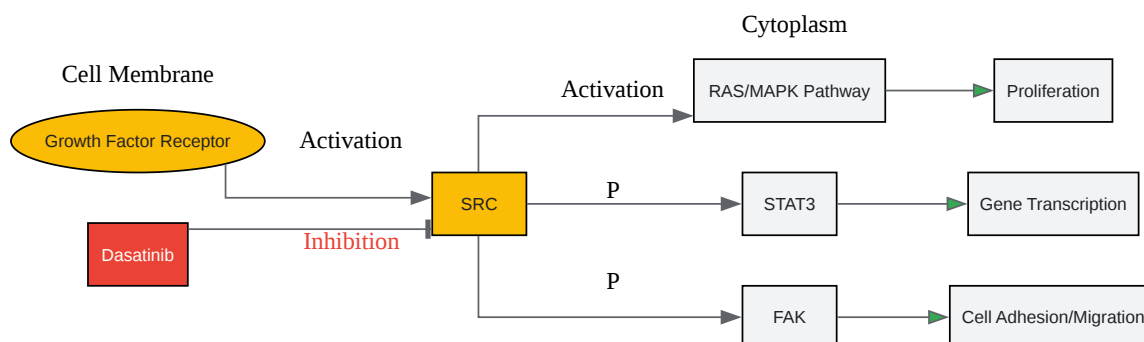 Cytoplasm
Cell Membrane
Activation
RAS/MAPK Pathway
Proliferation
Growth Factor Receptor
Activation
SRC
P
STAT3
Gene Transcription
Dasatinib
Inhibition
P
FAK
Cell Adhesion/Migration